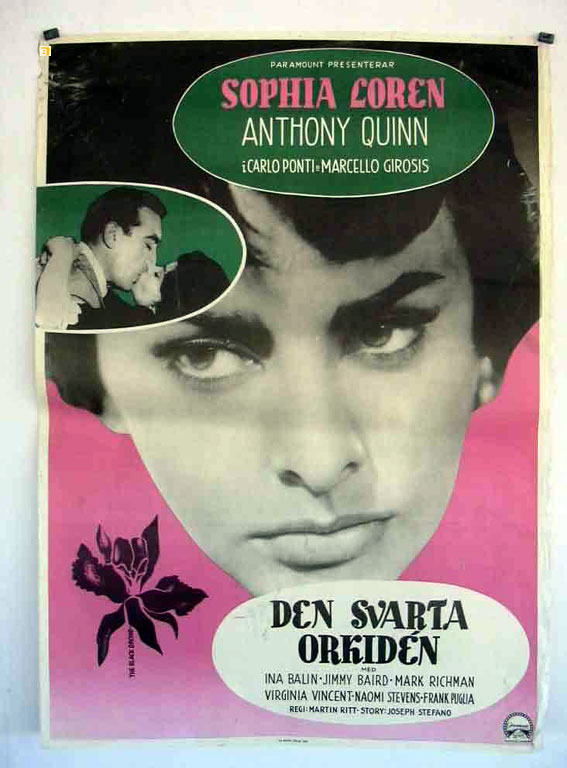 PARAMOUNT PRESENTERAR
SOPHIA LOREN
ANTHONY QUINN
i CARLO PONTI = MARCELLO GIROSIS
THE BLACK ORCHID
DEN SVARTA
ORKIDÉN
MED
INA BALIN · JIMMY BAIRD · MARK RICHMAN
VIRGINIA VINCENT · NAOMI STEVENS · FRANK PUGLIA
REGI: MARTIN RITT · STORY: JOSEPH STEFANO
Paramount